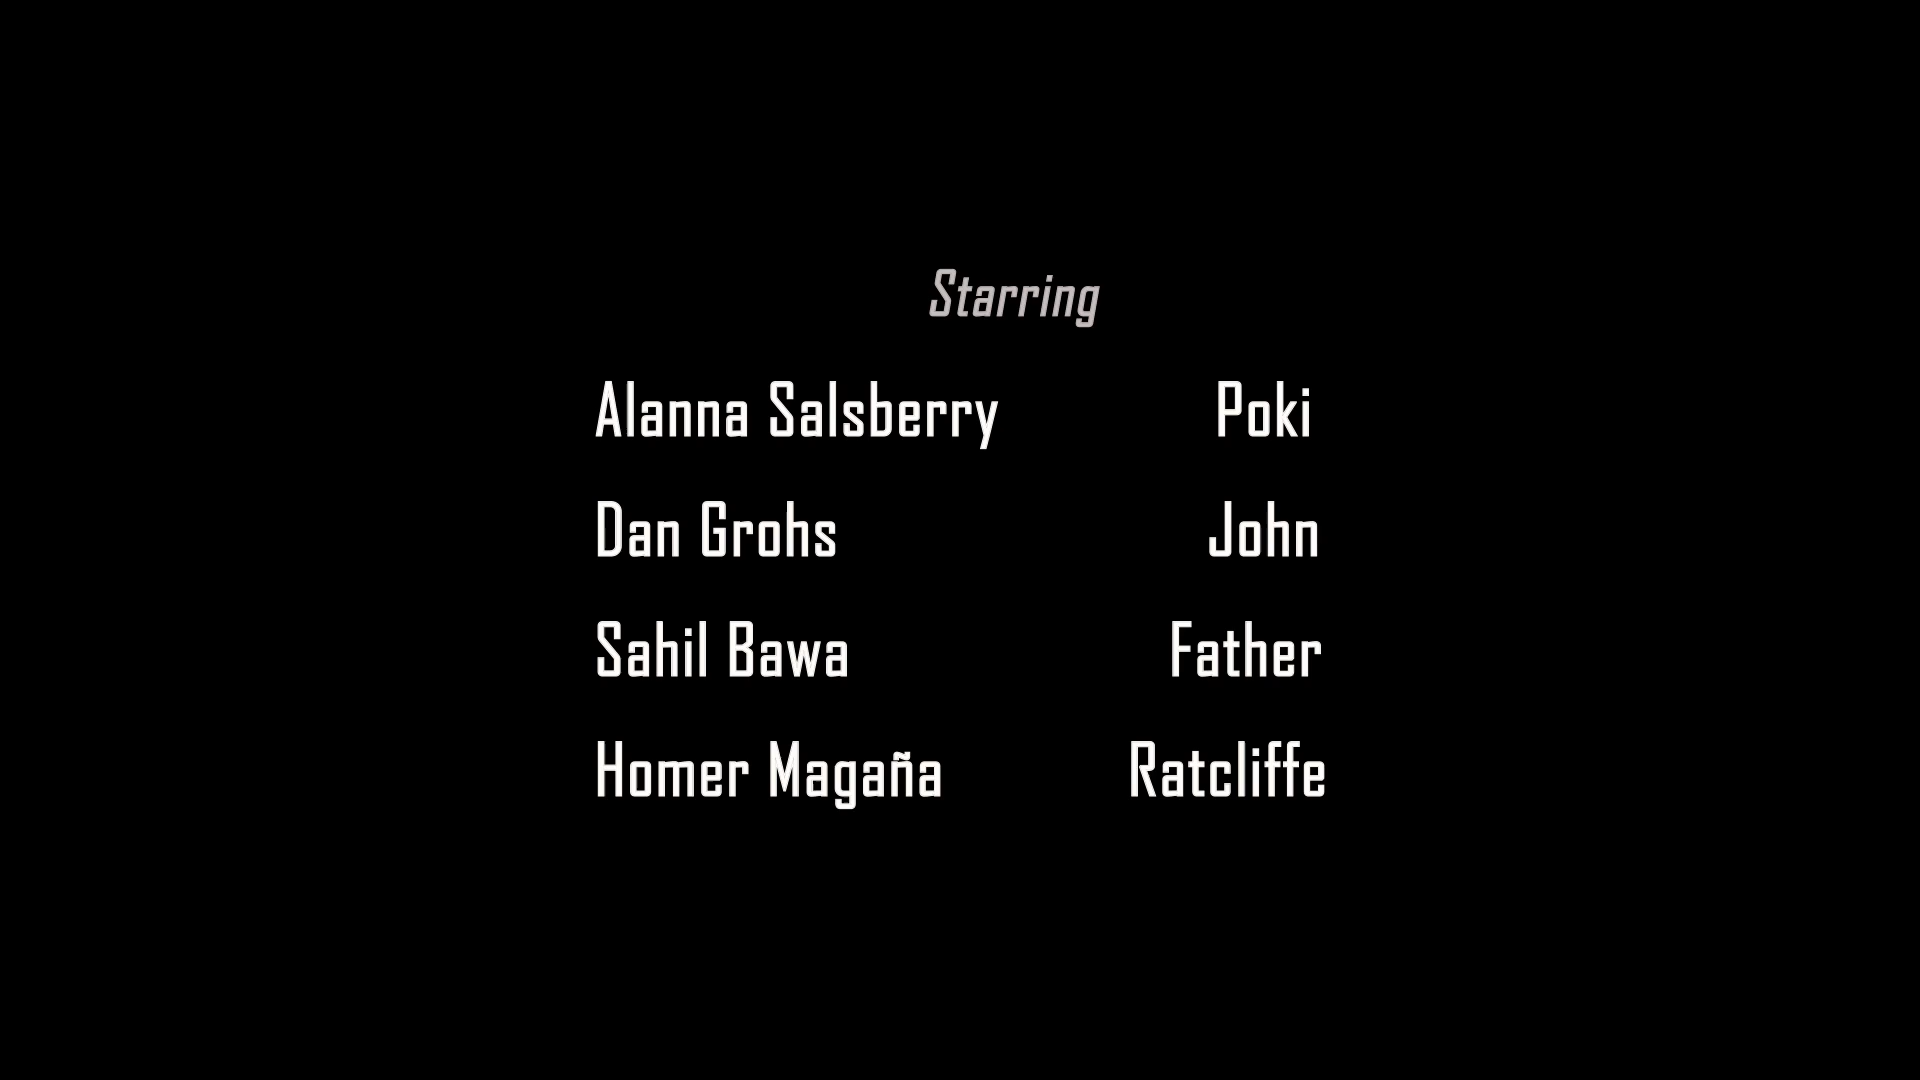 Starring
Alanna Salsberry Poki
Dan Grohs John
Sahil Bawa Father
Homer Magaña Ratcliffe